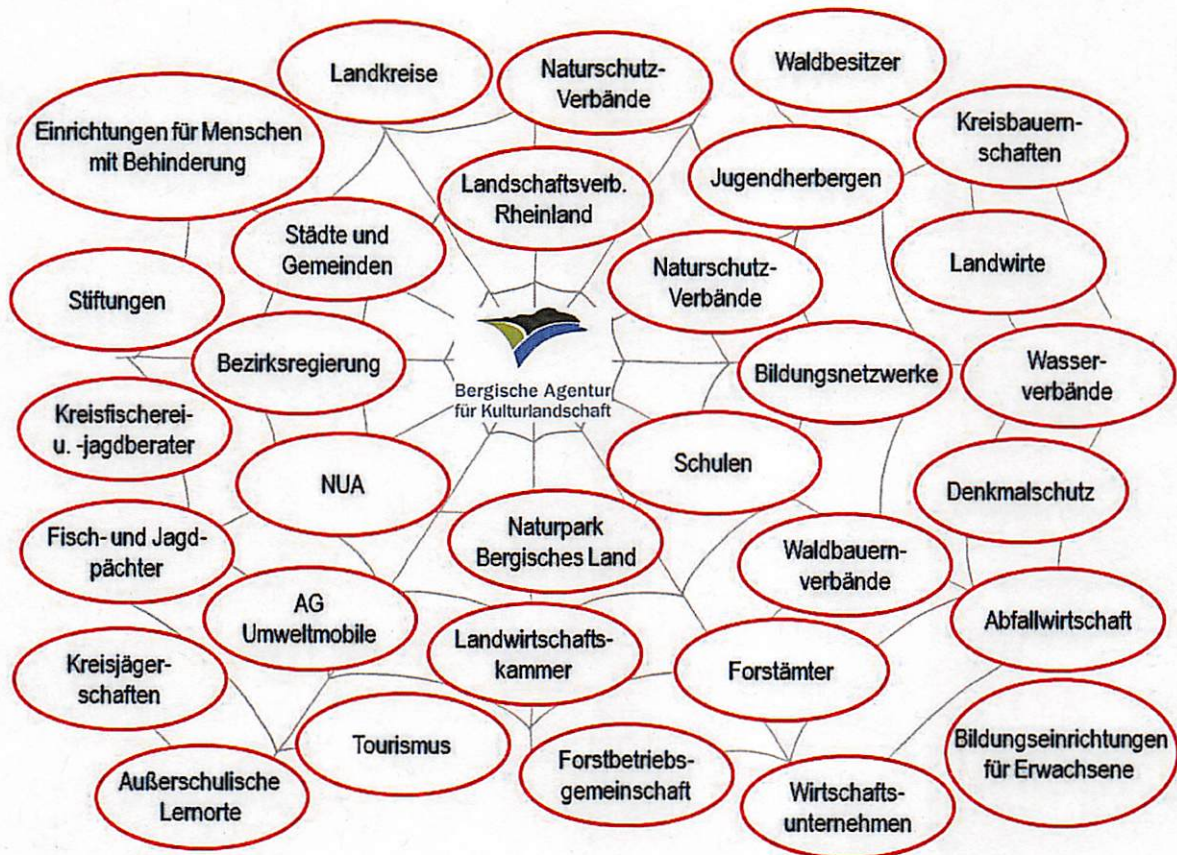 Landkreise
Naturschutz-
Verbände
Waldbesitzer
Einrichtungen für Menschen
mit Behinderung
Kreisbauern-
schaften
Landschaftsverb.
Rheinland
Jugendherbergen
Städte und
Gemeinden
Naturschutz-
Verbände
Landwirte
Stiftungen
Bezirksregierung
Bergische Agentur
für Kulturlandschaft
Bildungsnetzwerke
Wasser-
verbände
Kreisfischerei-
u. -jagdberater
NUA
Schulen
Denkmalschutz
Fisch- und Jagd-
pächter
Naturpark
Bergisches Land
Waldbauern-
verbände
AG
Umweltmobile
Landwirtschafts-
kammer
Forstämter
Abfallwirtschaft
Kreisjäger-
schaften
Tourismus
Bildungseinrichtungen
für Erwachsene
Außerschulische
Lernorte
Forstbetriebs-
gemeinschaft
Wirtschafts-
unternehmen